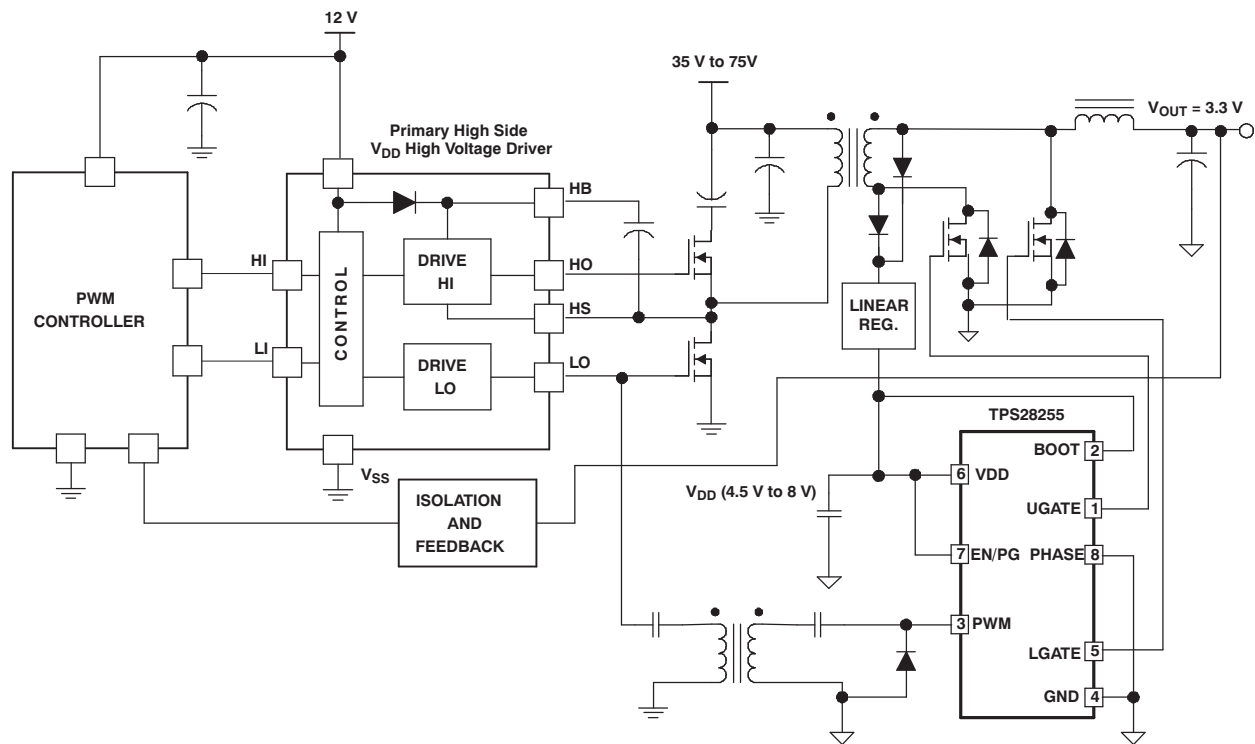 12 V
35 V to 75V
VOUT = 3.3 V
Primary High Side
VDD High Voltage Driver
HB
HI
DRIVE
HI
HO
PWM
CONTROLLER
CONTROL
HS
LINEAR
REG.
LI
DRIVE
LO
LO
TPS28255
BOOT 2
VSS
6 VDD
VDD (4.5 V to 8 V)
ISOLATION
AND
FEEDBACK
UGATE 1
7 EN/PG PHASE 8
3 PWM
LGATE 5
GND 4